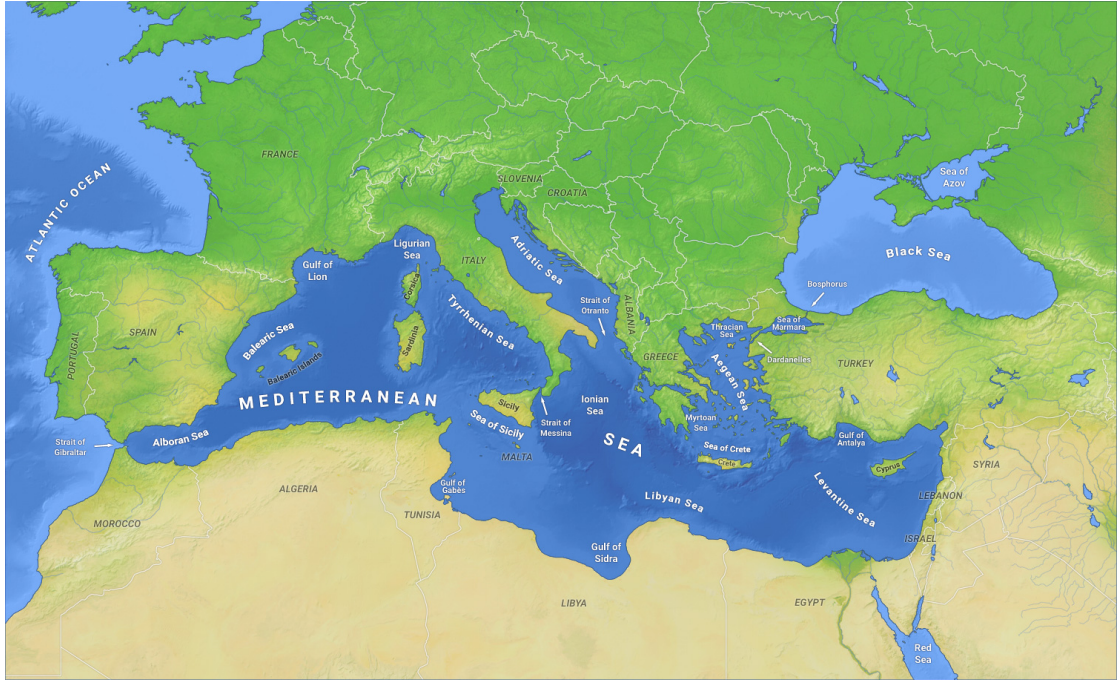 ATLANTIC OCEAN
FRANCE
SLOVENIA
CROATIA
Sea of
Azov
Black Sea
Bosphorus
Ligurian
Sea
Gulf of
Lion
ITALY
Adriatic Sea
Corsica
Strait of
Otranto
ALBANIA
Tyrrhenian Sea
Thracian
Sea
Sea of
Marmara
Dardanelles
PORTUGAL
SPAIN
Balearic Sea
Balearic Islands
Sardinia
GREECE
Aegean Sea
TURKEY
MEDITERRANEAN
SEA
Sicily
Ionian
Sea
Strait of
Messina
Sea of Sicily
MALTA
Myrtoan
Sea
Sea of Crete
Crete
Gulf of
Antalya
Cyprus
SYRIA
Strait of
Gibraltar
Alboran Sea
ALGERIA
Gulf of
Gabès
TUNISIA
MOROCCO
Libyan Sea
Levantine Sea
LEBANON
ISRAEL
Gulf of
Sidra
LIBYA
EGYPT
Red
Sea